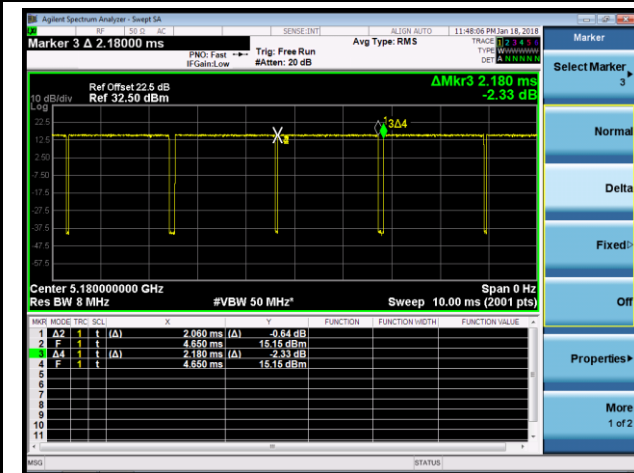 Agilent Spectrum Analyzer - Swept SA
RF 50 Ω AC SENSE:INT ALIGN AUTO 11:48:06 PM Jan 18, 2018
Marker 3 Δ 2.18000 ms
PNO: Fast
IFGain:Low
Trig: Free Run
#Atten: 20 dB
Avg Type: RMS
TRACE 1 2 3 4 5 6
TYPE WWWWWW
DET A N N N N N
Ref Offset 22.5 dB
Ref 32.50 dBm
10 dB/div
Log
ΔMkr3 2.180 ms
-2.33 dB
22.5
12.5
2.50
-7.50
-17.5
-27.5
-37.5
-47.5
-57.5
3Δ4
Center 5.180000000 GHz
Span 0 Hz
Res BW 8 MHz
#VBW 50 MHz*
Sweep 10.00 ms (2001 pts)
MKR MODE TRC SCL X Y FUNCTION FUNCTION WIDTH FUNCTION VALUE
1 Δ2 1 t (Δ) 2.060 ms (Δ) -0.64 dB
2 F 1 t 4.650 ms 15.15 dBm
3 Δ4 1 t (Δ) 2.180 ms (Δ) -2.33 dB
4 F 1 t 4.650 ms 15.15 dBm
5
6
7
8
9
10
11
MSG
STATUS
Marker
Select Marker
3
Normal
Delta
Fixed
Off
Properties
More
1 of 2